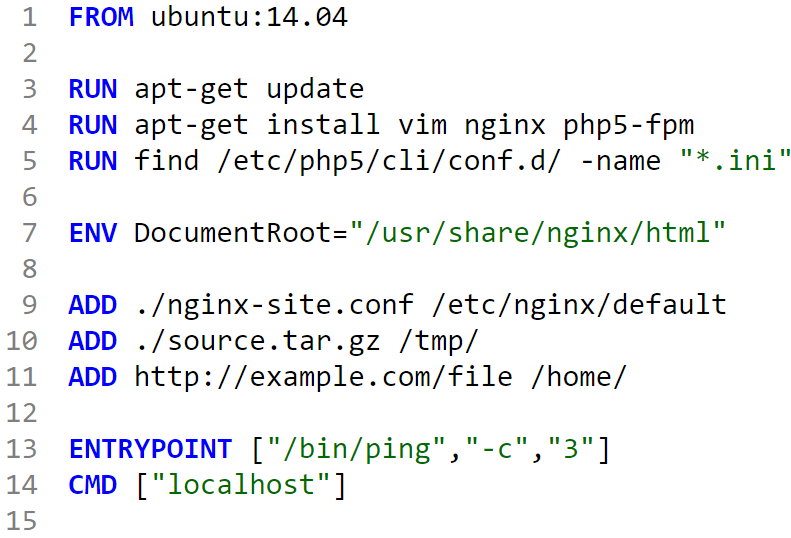 1 FROM ubuntu:14.04
2
3 RUN apt-get update
4 RUN apt-get install vim nginx php5-fpm
5 RUN find /etc/php5/cli/conf.d/ -name "*.ini"
6
7 ENV DocumentRoot="/usr/share/nginx/html"
8
9 ADD ./nginx-site.conf /etc/nginx/default
10 ADD ./source.tar.gz /tmp/
11 ADD http://example.com/file /home/
12
13 ENTRYPOINT ["/bin/ping","-c","3"]
14 CMD ["localhost"]
15